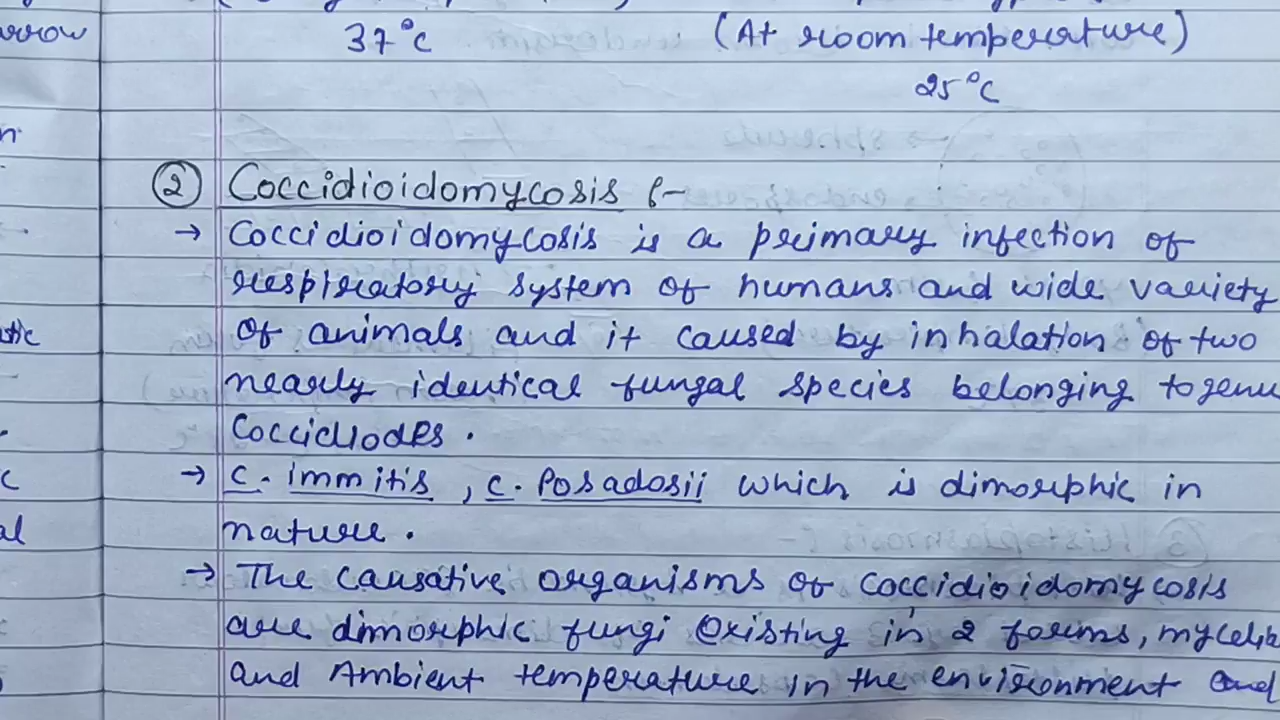 arrow
37°C (At room temperature)
25°C
② Coccidioidomycosis :-
→ Coccidioidomycosis is a primary infection of
respiratory system of humans and wide variety
of animals and it caused by inhalation of two
nearly identical fungal species belonging to genu
Coccidiodes.
→ C. immitis, C. Posadosii which is dimorphic in
nature.
→ The causative organisms of Coccidioidomycosis
are dimorphic fungi existing in 2 forms, mycelia
and Ambient temperature in the environment and